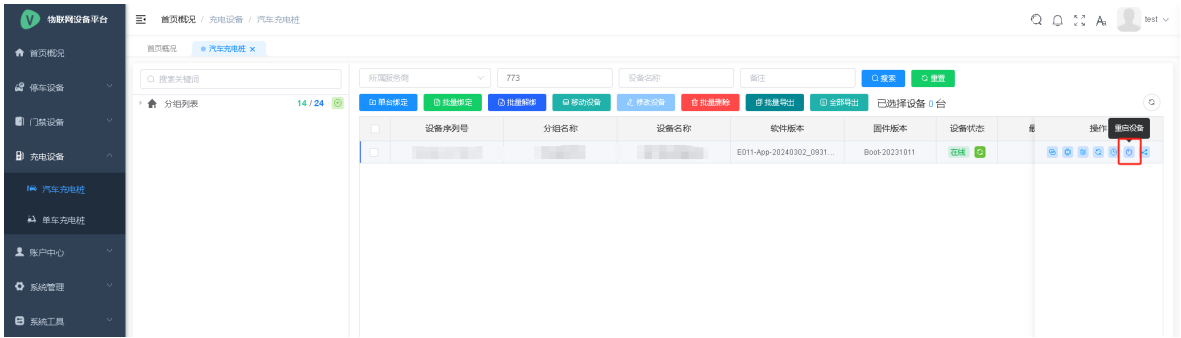 物联网设备平台
首页概况 / 充电设备 / 汽车充电桩
test
首页概况
停车设备
门禁设备
充电设备
汽车充电桩
单车充电桩
账户中心
系统管理
系统工具
首页概况
汽车充电桩 ×
搜索关键词
分组列表 14 / 24
所属服务商 773 设备名称 备注 搜索 重置
单台绑定 批量绑定 批量解绑 移动设备 修改设备 批量删除 批量导出 全部导出 已选择设备 0 台
设备序列号 分组名称 设备名称 软件版本 固件版本 设备状态 操作
重启设备
E011-App-20240302_0931... Boot-20231011 在线